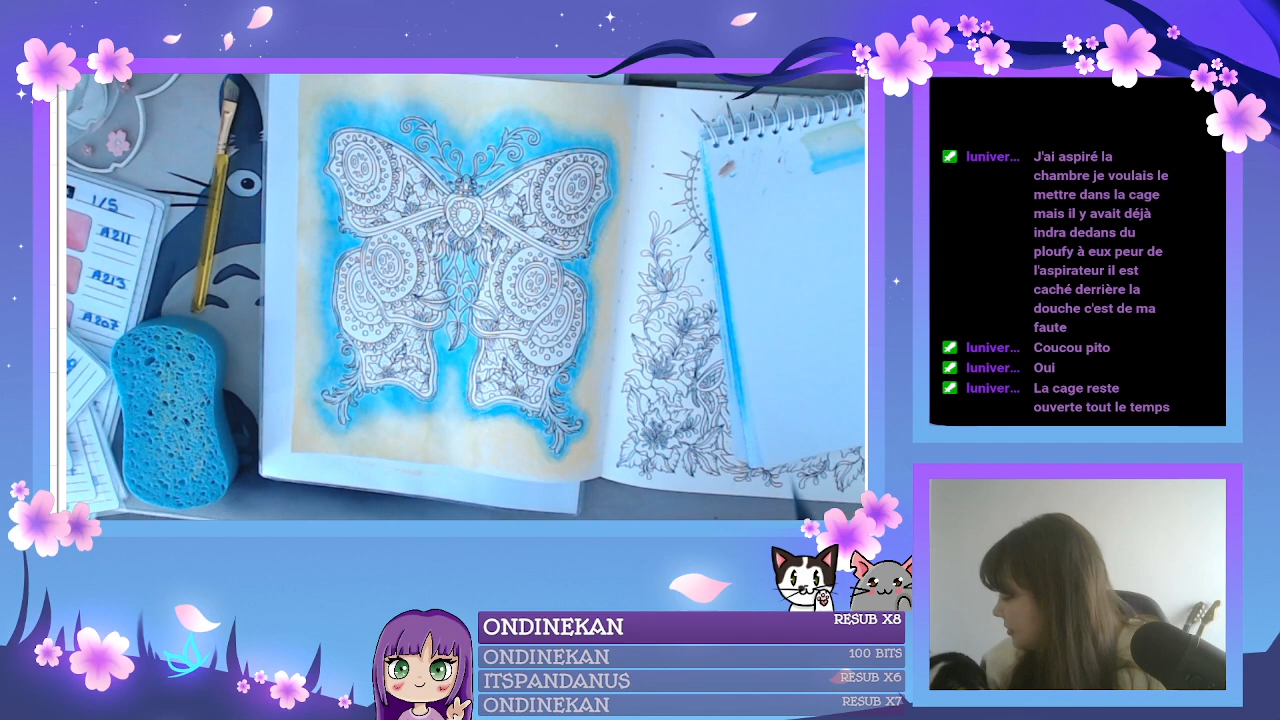 1/5
A211
A213
A207
luniver... J'ai aspiré la
chambre je voulais le
mettre dans la cage
mais il y avait déjà
indra dedans du
ploufy à eux peur de
l'aspirateur il est
caché derrière la
douche c'est de ma
faute
luniver... Coucou pito
luniver... Oui
luniver... La cage reste
ouverte tout le temps
ONDINEKAN RESUB X8
ONDINEKAN 100 BITS
ITSPANDANUS RESUB X6
ONDINEKAN RESUB X7